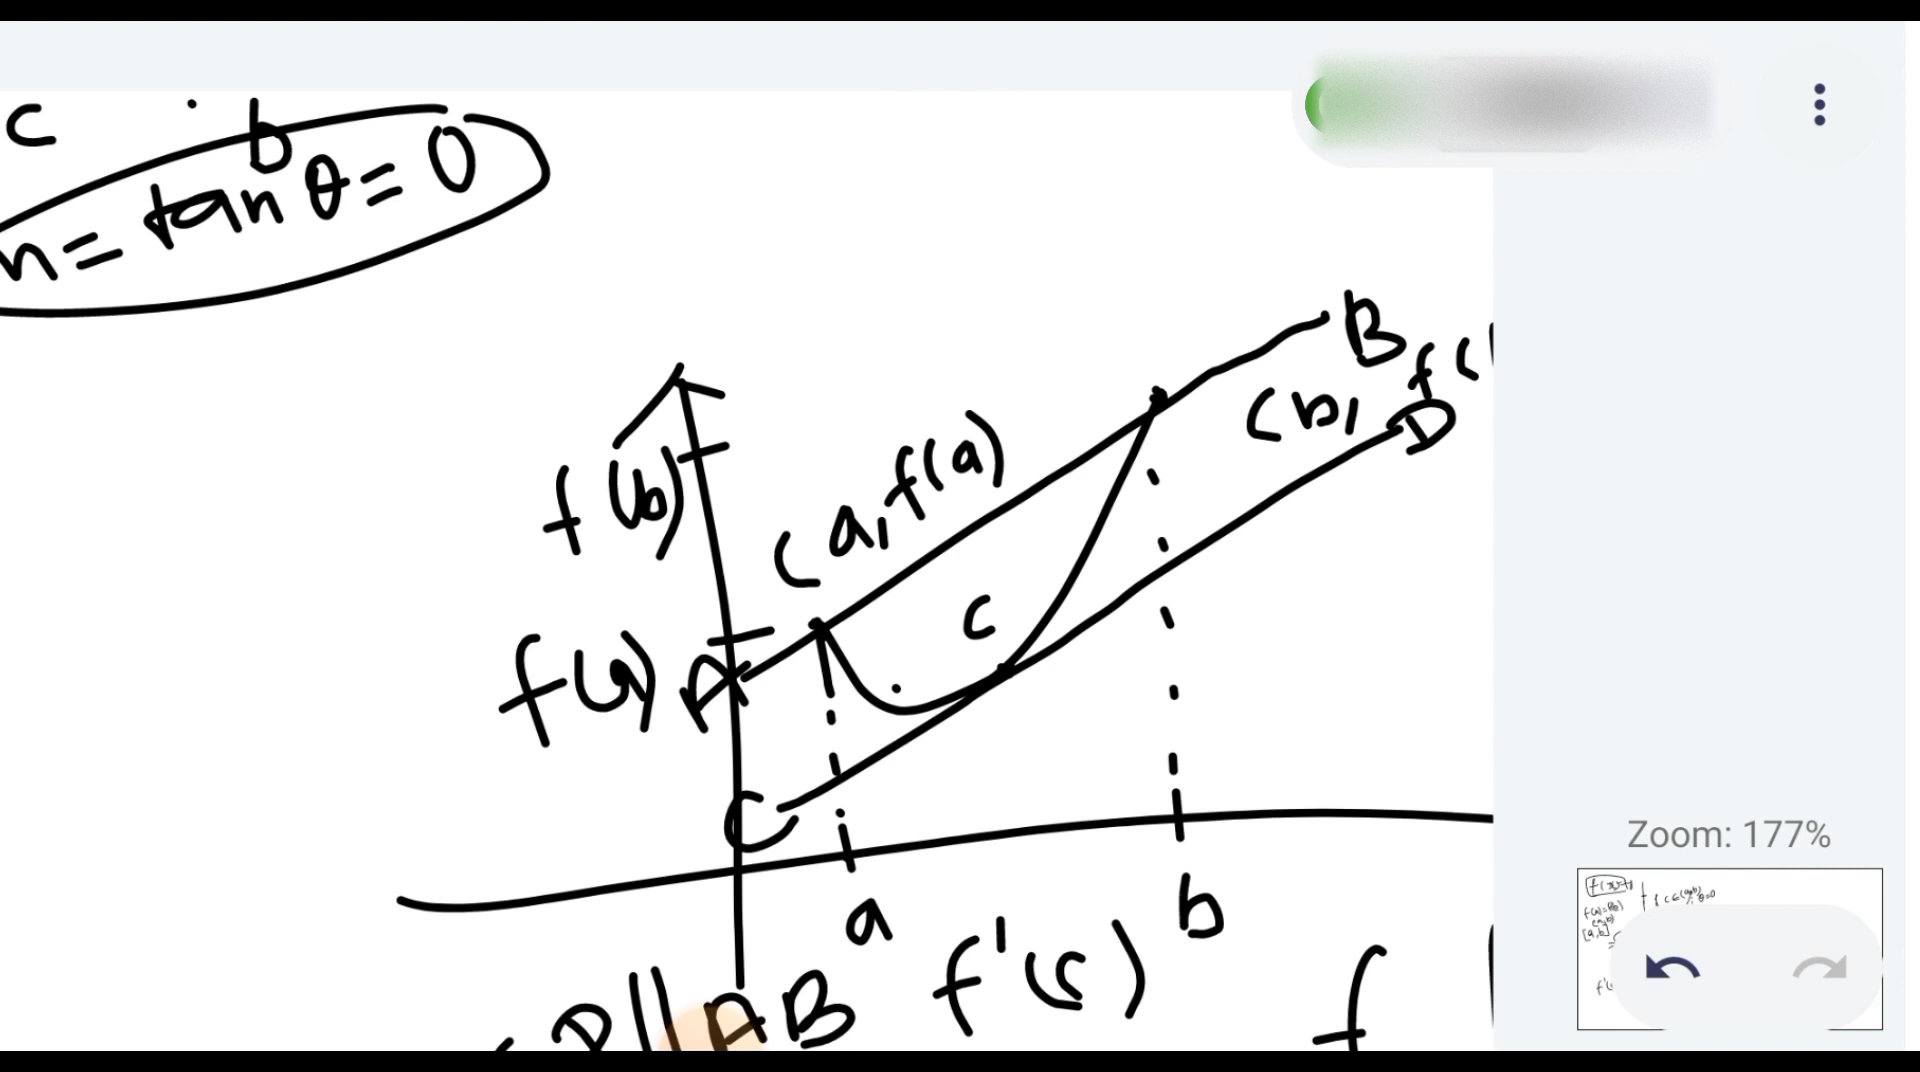 c b
n = tan θ = 0
B
f(b) (a, f(a) (b, f(
D
c
f(a) A
C
a b
D || AB f'(c) f
Zoom: 177%